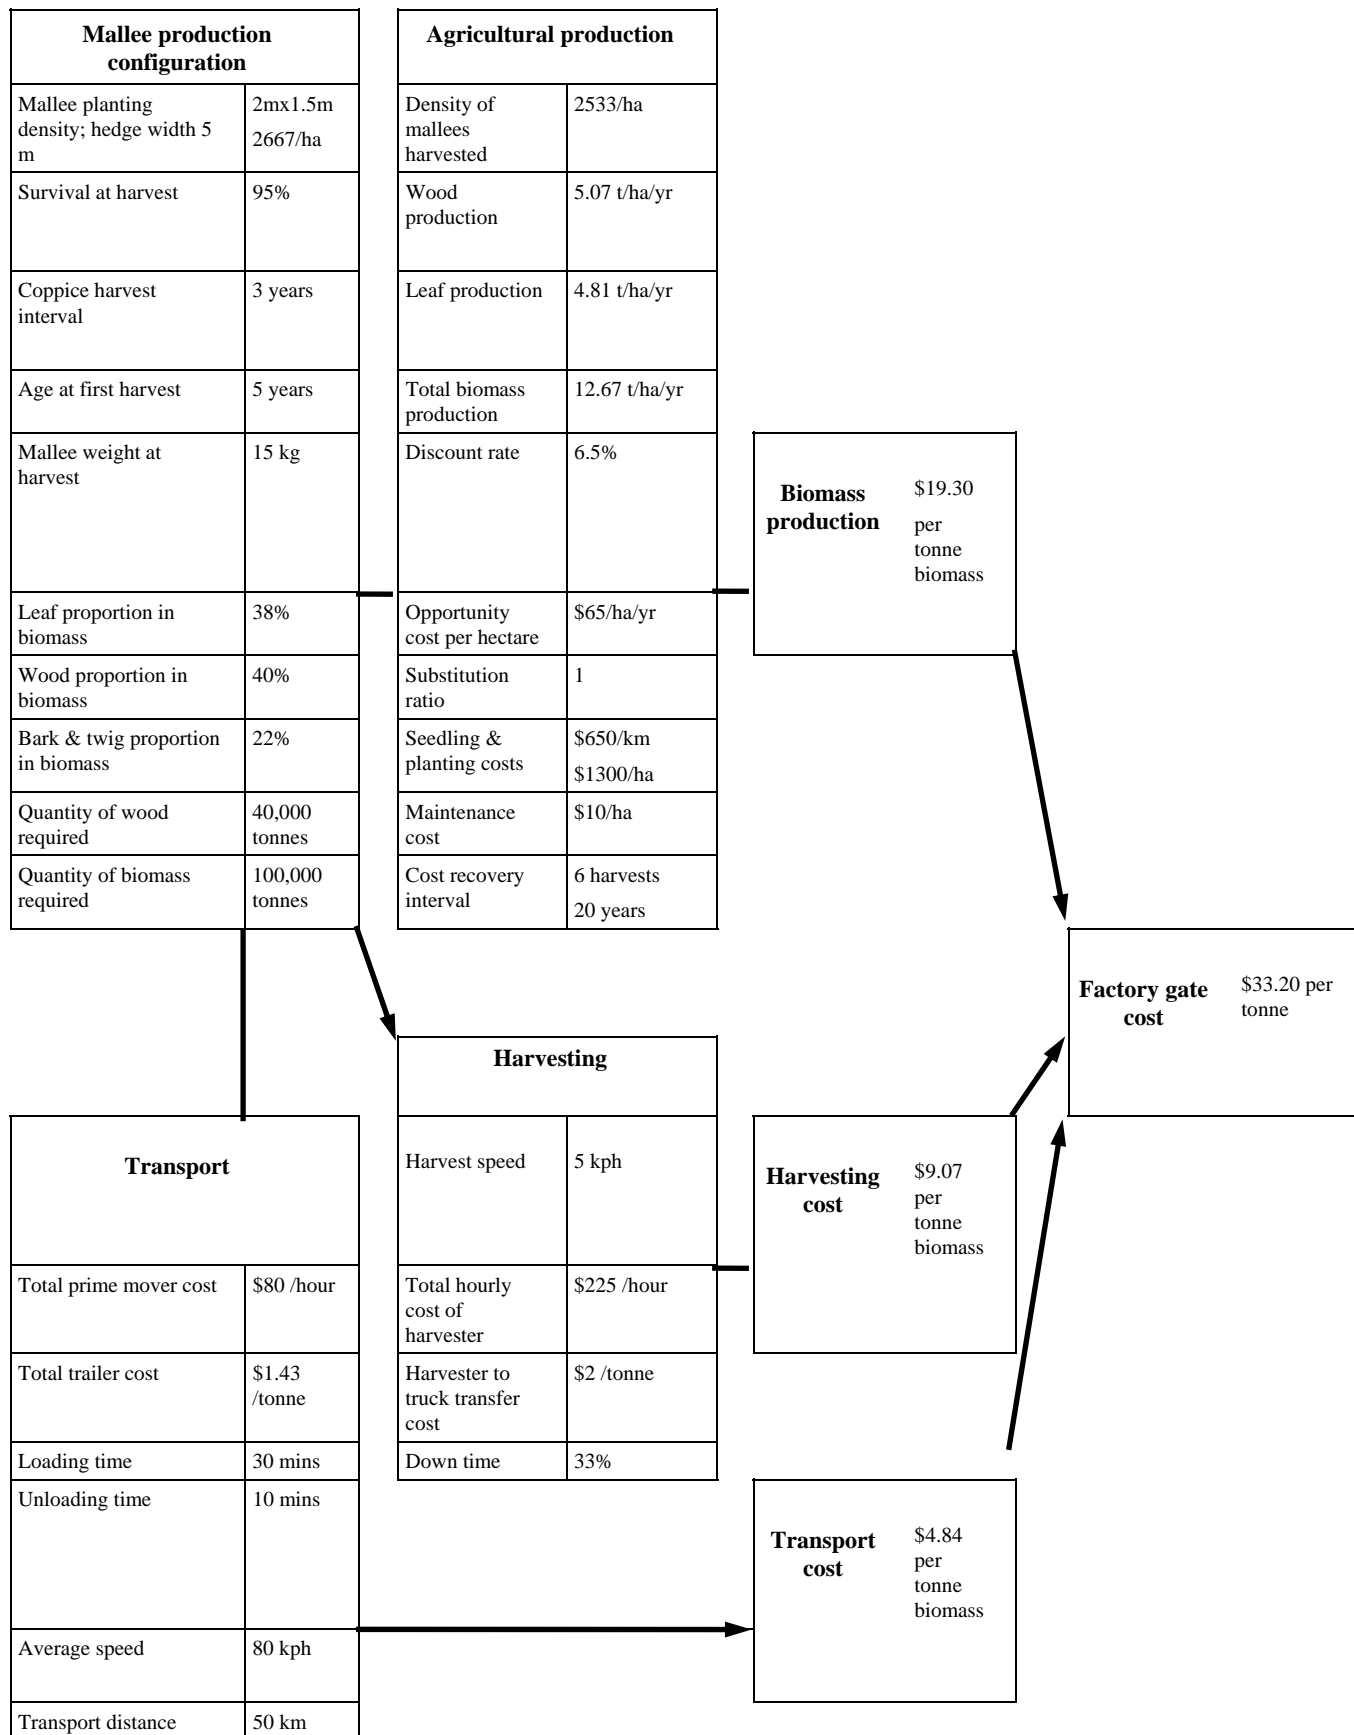 Mallee production
configuration
Mallee planting
density; hedge width 5
m
2mx1.5m
2667/ha
Survival at harvest
95%
Coppice harvest
interval
3 years
Age at first harvest
5 years
Mallee weight at
harvest
15 kg
Leaf proportion in
biomass
38%
Wood proportion in
biomass
40%
Bark & twig proportion
in biomass
22%
Quantity of wood
required
40,000
tonnes
Quantity of biomass
required
100,000
tonnes
Agricultural production
Density of
mallees
harvested
2533/ha
Wood
production
5.07 t/ha/yr
Leaf production
4.81 t/ha/yr
Total biomass
production
12.67 t/ha/yr
Discount rate
6.5%
Opportunity
cost per hectare
$65/ha/yr
Substitution
ratio
1
Seedling &
planting costs
$650/km
$1300/ha
Maintenance
cost
$10/ha
Cost recovery
interval
6 harvests
20 years
Biomass
production
$19.30
per
tonne
biomass
Factory gate
cost
$33.20 per
tonne
Harvesting
Harvest speed
5 kph
Total hourly
cost of
harvester
$225 /hour
Harvester to
truck transfer
cost
$2 /tonne
Down time
33%
Harvesting
cost
$9.07
per
tonne
biomass
Transport
Total prime mover cost
$80 /hour
Total trailer cost
$1.43
/tonne
Loading time
30 mins
Unloading time
10 mins
Average speed
80 kph
Transport distance
50 km
Transport
cost
$4.84
per
tonne
biomass